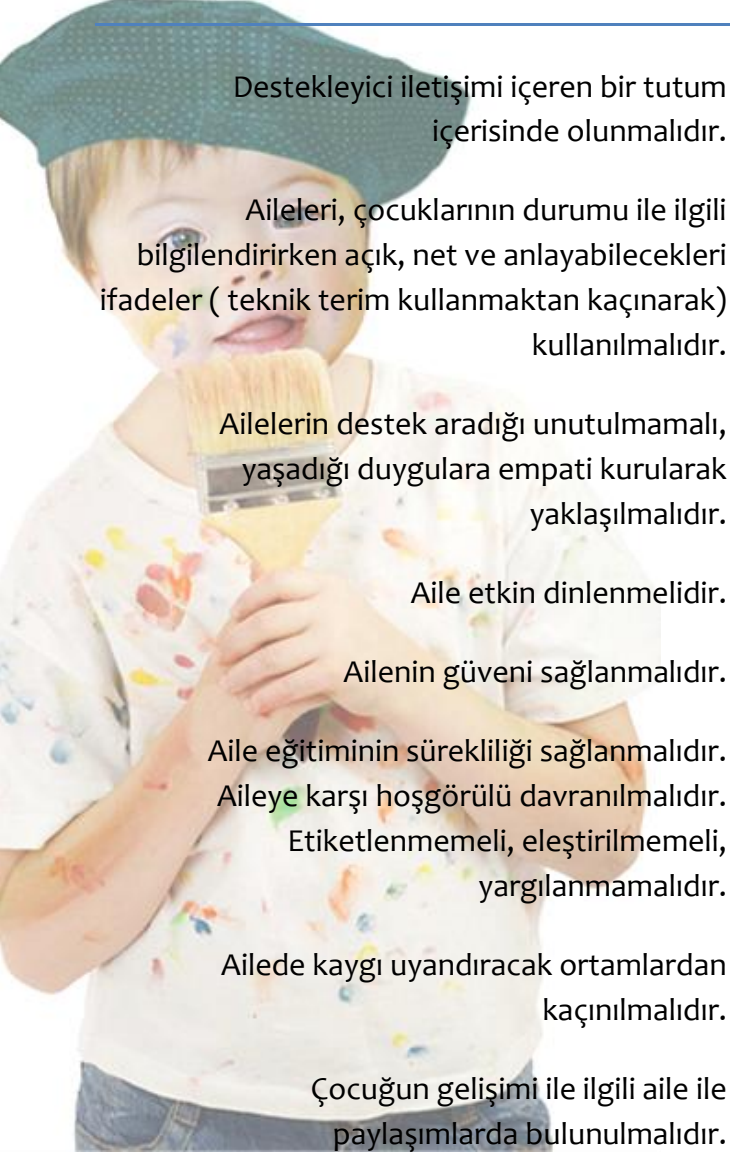 Destekleyici iletişimi içeren bir tutum
içerisinde olunmalıdır.
Aileleri, çocuklarının durumu ile ilgili
bilgilendirirken açık, net ve anlayabilecekleri
ifadeler ( teknik terim kullanmaktan kaçınarak)
kullanılmalıdır.
Ailelerin destek aradığı unutulmamalı,
yaşadığı duygulara empati kurularak
yaklaşılmalıdır.
Aile etkin dinlenmelidir.
Ailenin güveni sağlanmalıdır.
Aile eğitiminin sürekliliği sağlanmalıdır.
Aileye karşı hoşgörülü davranılmalıdır.
Etiketlenmemeli, eleştirilmemeli,
yargılanmamalıdır.
Ailede kaygı uyandıracak ortamlardan
kaçınılmalıdır.
Çocuğun gelişimi ile ilgili aile ile
paylaşımlarda bulunulmalıdır.